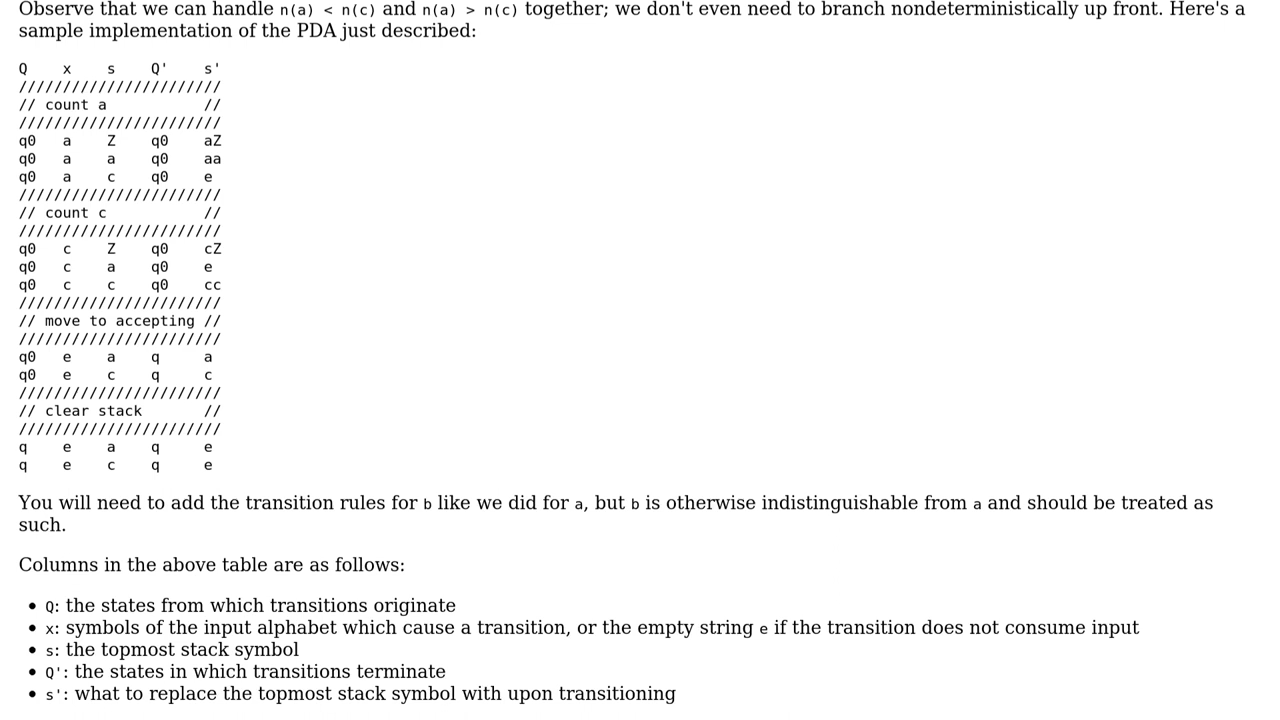 Observe that we can handle n(a) < n(c) and n(a) > n(c) together; we don't even need to branch nondeterministically up front. Here's a
sample implementation of the PDA just described:
Q    x    s    Q'    s'
///////////////////////
// count a           //
///////////////////////
q0   a    Z    q0    aZ
q0   a    a    q0    aa
q0   a    c    q0    e
///////////////////////
// count c           //
///////////////////////
q0   c    Z    q0    cZ
q0   c    a    q0    e
q0   c    c    q0    cc
///////////////////////
// move to accepting //
///////////////////////
q0   e    a    q     a
q0   e    c    q     c
///////////////////////
// clear stack       //
///////////////////////
q    e    a    q     e
q    e    c    q     e
You will need to add the transition rules for b like we did for a, but b is otherwise indistinguishable from a and should be treated as
such.
Columns in the above table are as follows:
• Q: the states from which transitions originate
• x: symbols of the input alphabet which cause a transition, or the empty string e if the transition does not consume input
• s: the topmost stack symbol
• Q': the states in which transitions terminate
• s': what to replace the topmost stack symbol with upon transitioning